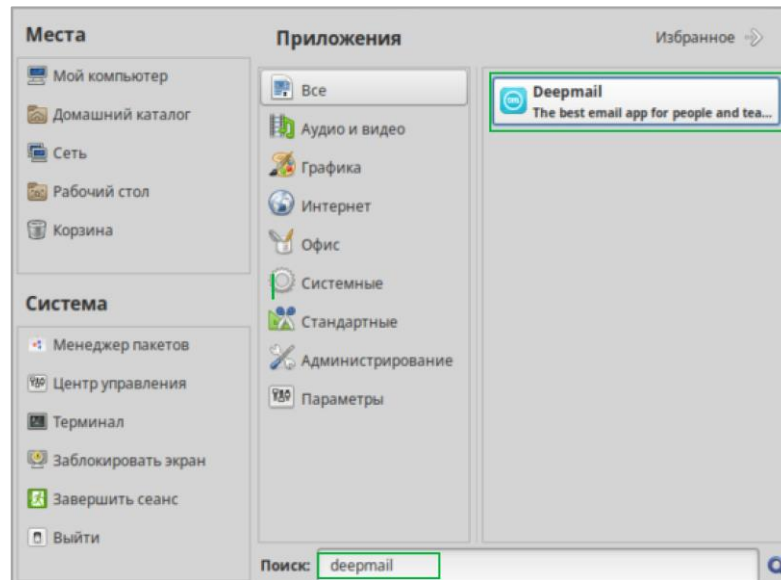 Места
Мой компьютер
Домашний каталог
Сеть
Рабочий стол
Корзина
Система
Менеджер пакетов
Центр управления
Терминал
Заблокировать экран
Завершить сеанс
Выйти
Приложения
Избранное
Все
Аудио и видео
Графика
Интернет
Офис
Системные
Стандартные
Администрирование
Параметры
Deepmail
The best email app for people and tea...
Поиск: deepmail